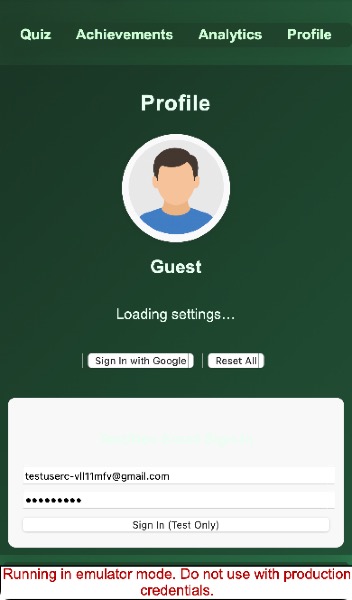 Quiz Achievements Analytics Profile
Profile
Guest
Loading settings...
Sign In with Google Reset All
testuserc-vll11mfv@gmail.com
•••••••••
Sign In (Test Only)
Running in emulator mode. Do not use with production
credentials.